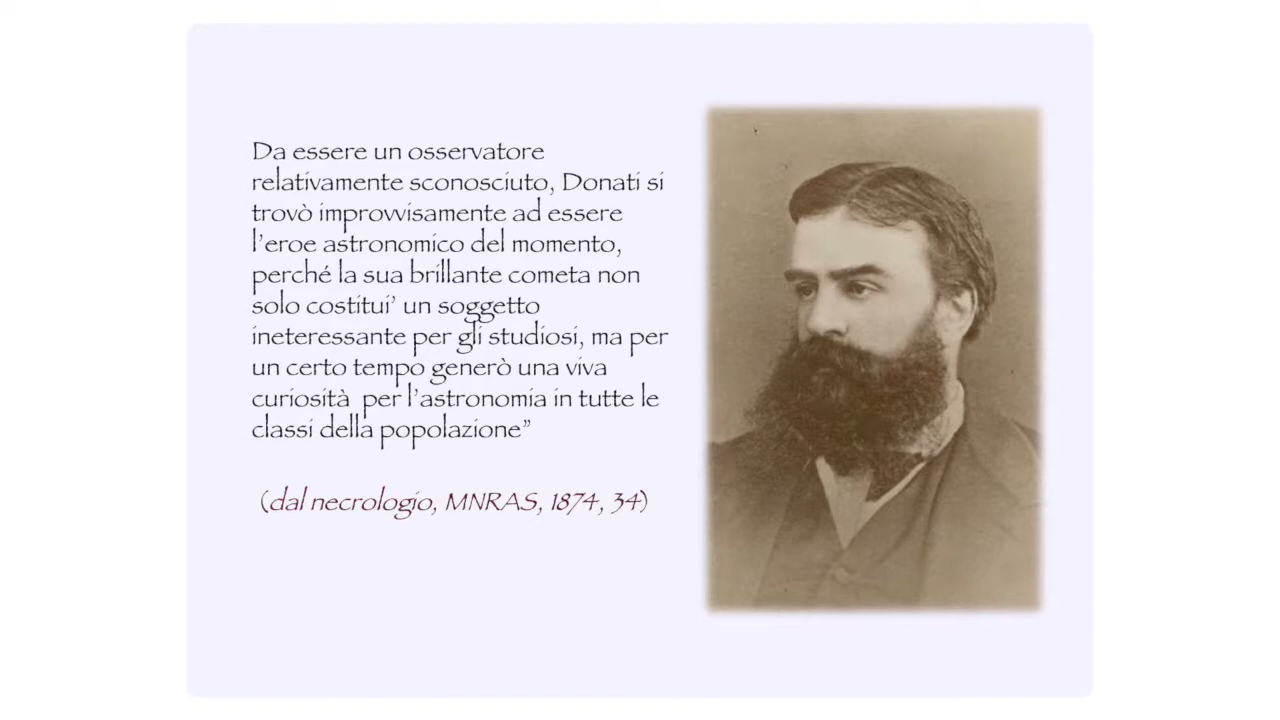 Da essere un osservatore
relativamente sconosciuto, Donati si
trovò improvvisamente ad essere
l'eroe astronomico del momento,
perché la sua brillante cometa non
solo costitui' un soggetto
ineteressante per gli studiosi, ma per
un certo tempo generò una viva
curiosità  per l'astronomia in tutte le
classi della popolazione”
(dal necrologio, MNRAS, 1874, 34)